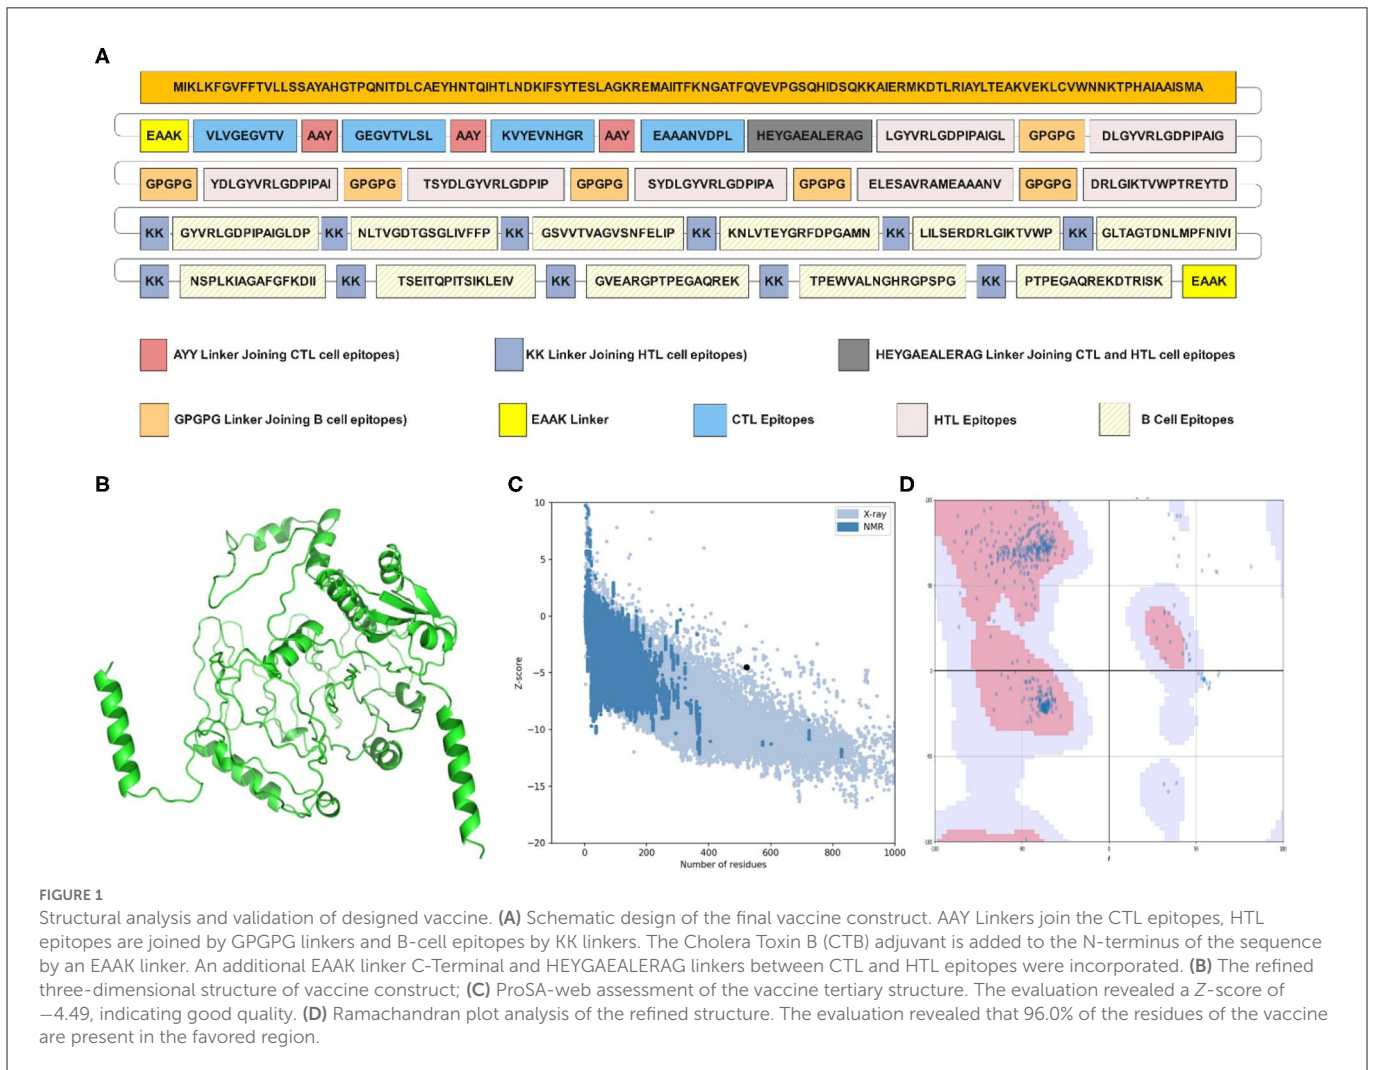 A
MIKLKFGVFFTVLLSSAYAHGTPQNITDLCAEYHNTQIHTLNDKIFSYTESLAGKREMAIITFKNGATFQVEVPGSQHIDSQKKAIERMKDTLRIAYLTEAKVEKLCVWNNKTPHAIAAISMA
EAAK VLVGEGVTV AAY GEGVTVLSL AAY KVYEVNHGR AAY EAAANVDPL HEYGAEALERAG LGYVRLGDPIPAIGL GPGPG DLGYVRLGDPIPAIG
GPGPG YDLGYVRLGDPIPAI GPGPG TSYDLGYVRLGDPIP GPGPG SYDLGYVRLGDPIPA GPGPG ELESAVRAMEAAANV GPGPG DRLGIKTVWPTREYTD
KK GYVRLGDPIPAIGLDP KK NLTVGDTGSGLIVFFP KK GSVVTVAGVSNFELIP KK KNLVTEYGRFDPGAMN KK LILSERDRLGIKTVWP KK GLTAGTDNLMPFNIVI
KK NSPLKIAGAFGFKDII KK TSEITQPITSIKLEIV KK GVEARGPTPEGAQREK KK TPEWVALNGHRGPSPG KK PTPEGAQREKDTRISK EAAK
AYY Linker Joining CTL cell epitopes) KK Linker Joining HTL cell epitopes) HEYGAEALERAG Linker Joining CTL and HTL cell epitopes
GPGPG Linker Joining B cell epitopes) EAAK Linker CTL Epitopes HTL Epitopes B Cell Epitopes
B
C
10
5
0
−5
−10
−15
−20
Z-score
X-ray
NMR
0 200 400 600 800 1000
Number of residues
D
FIGURE 1
Structural analysis and validation of designed vaccine. (A) Schematic design of the final vaccine construct. AAY Linkers join the CTL epitopes, HTL
epitopes are joined by GPGPG linkers and B-cell epitopes by KK linkers. The Cholera Toxin B (CTB) adjuvant is added to the N-terminus of the sequence
by an EAAK linker. An additional EAAK linker C-Terminal and HEYGAEALERAG linkers between CTL and HTL epitopes were incorporated. (B) The refined
three-dimensional structure of vaccine construct; (C) ProSA-web assessment of the vaccine tertiary structure. The evaluation revealed a Z-score of
−4.49, indicating good quality. (D) Ramachandran plot analysis of the refined structure. The evaluation revealed that 96.0% of the residues of the vaccine
are present in the favored region.